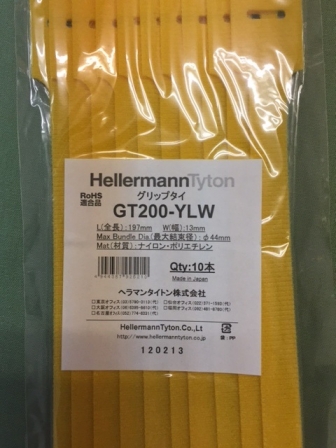 HellermannTyton
RoHS
適合品
グリップタイ
GT200-YLW
L(全長):197mm W(幅):13mm
Max.Bundle Dia(最大結束径):φ44mm
Mat(材質):ナイロン・ポリエチレン
Qty:10本
Made in Japan
ヘラマンタイトン株式会社
HellermannTyton.Co.,Lt
http://www.hellermanntyton.co.jp
袋:PP
120213